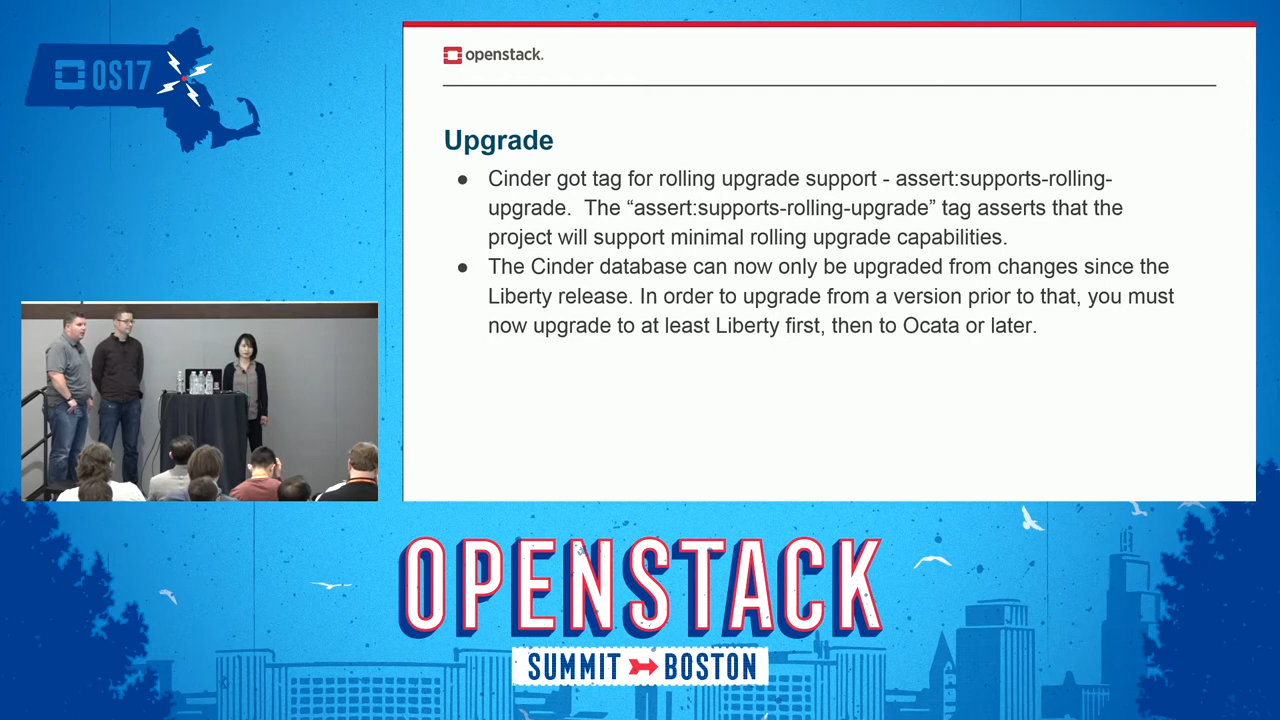 OS17
openstack.
Upgrade
● Cinder got tag for rolling upgrade support - assert:supports-rolling-
upgrade.  The “assert:supports-rolling-upgrade” tag asserts that the
project will support minimal rolling upgrade capabilities.
● The Cinder database can now only be upgraded from changes since the
Liberty release. In order to upgrade from a version prior to that, you must
now upgrade to at least Liberty first, then to Ocata or later.
OPENSTACK
SUMMIT BOSTON